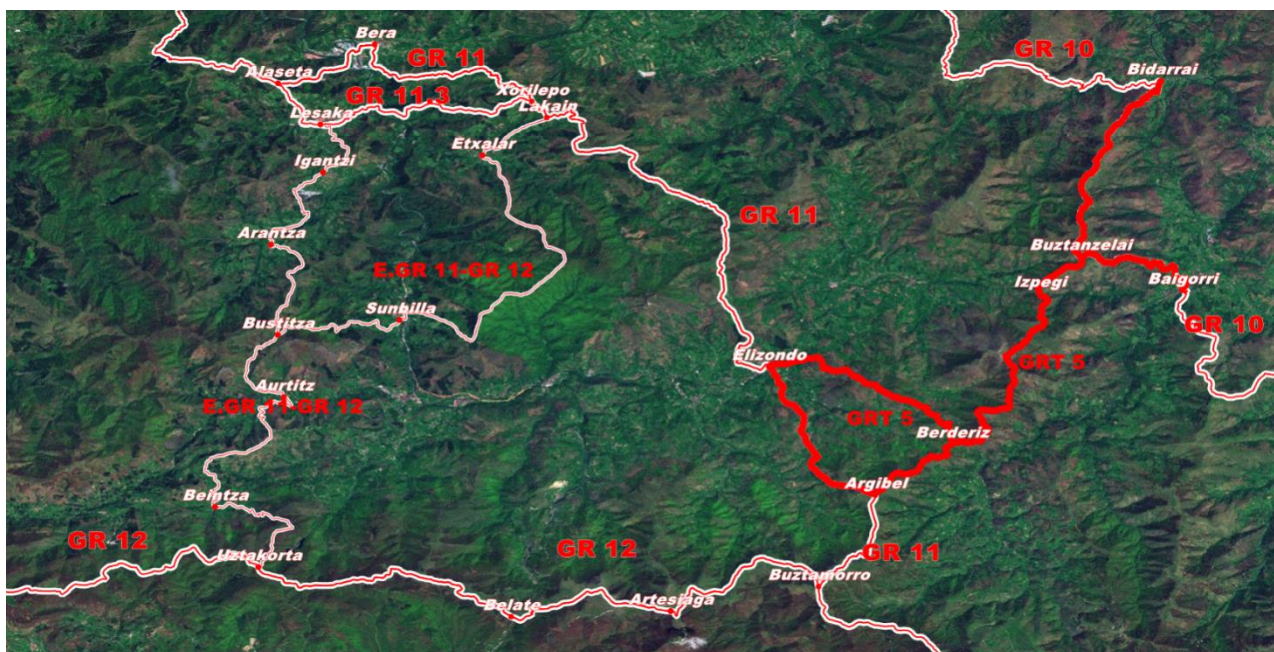 Bera
GR 11
GR 10
Bidarrai
Alaseta
GR 11.3
Xorilepo
Lakain
Lesaka
Etxalar
Igantzi
GR 11
Arantza
Buztanzelai
E.GR 11-GR 12
Izpegi
Baigorri
Sunbilla
GR 10
Bustitza
Elizondo
GRT 5
Aurtitz
E.GR 11-GR 12
GRT 5
Berderiz
Argibel
Beintza
GR 12
GR 12
GR 11
Uztakorta
Buztamorro
Belate
Artesiaga